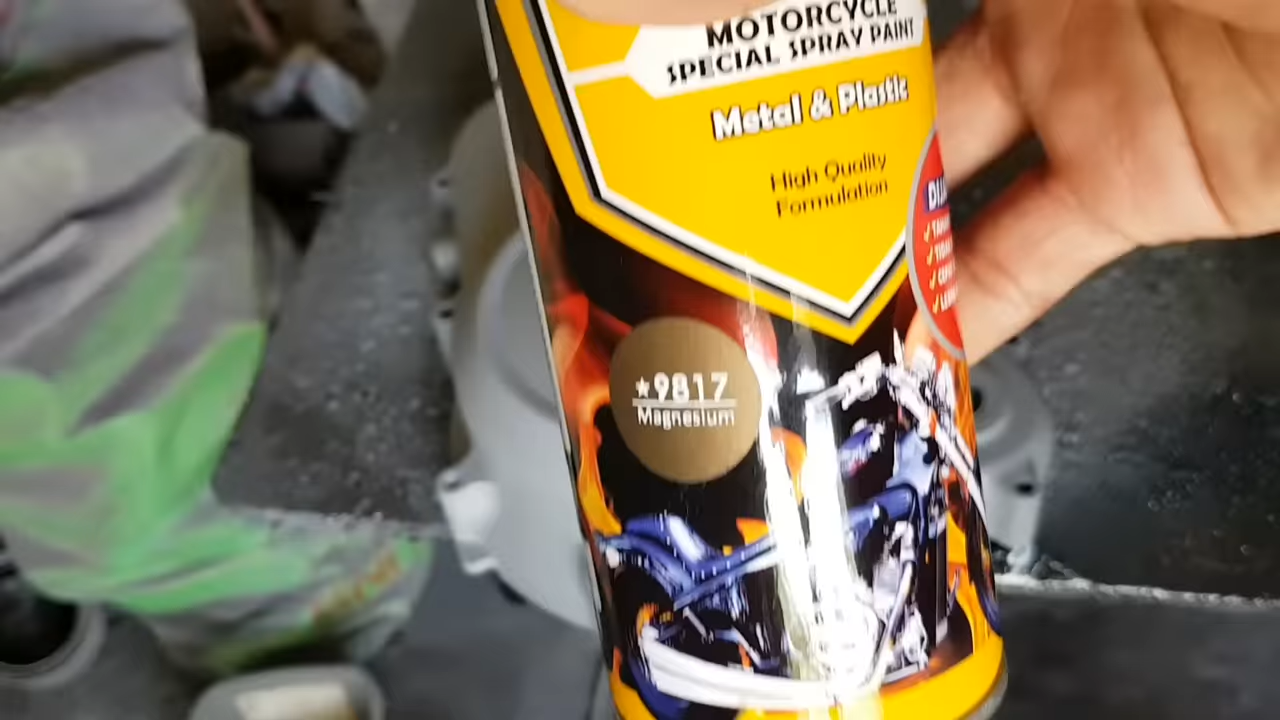 MOTORCYCLE
SPECIAL SPRAY PAINT
Metal & Plastic
High Quality
Formulation
★9817
Magnesium